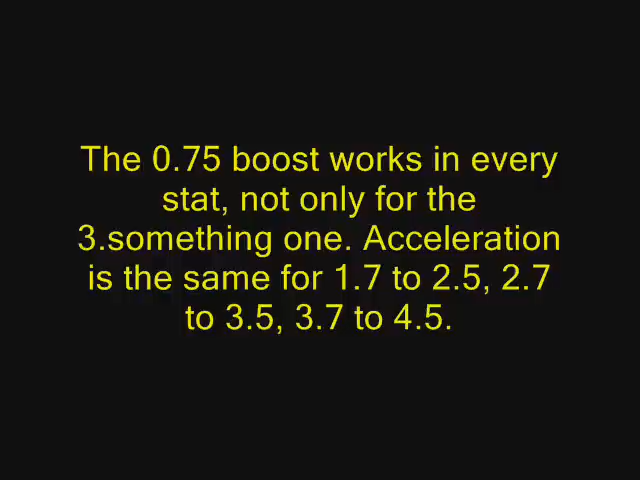 The 0.75 boost works in every
stat, not only for the
3.something one. Acceleration
is the same for 1.7 to 2.5, 2.7
to 3.5, 3.7 to 4.5.